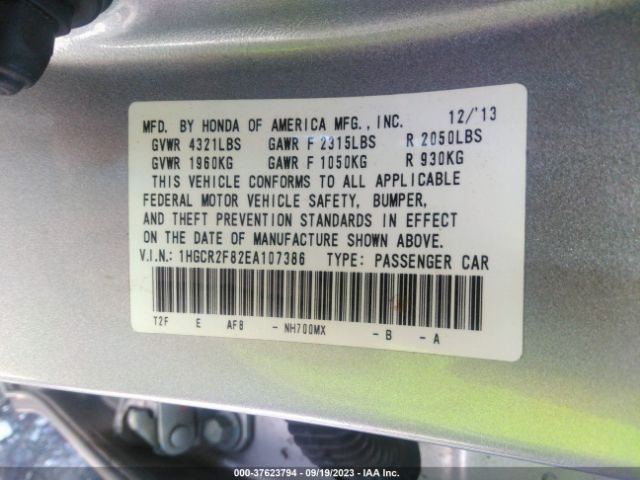 MFD. BY HONDA OF AMERICA MFG., INC. 12/'13
GVWR 4321LBS GAWR F 2315LBS R 2050LBS
GVWR 1960KG GAWR F 1050KG R 930KG
THIS VEHICLE CONFORMS TO ALL APPLICABLE
FEDERAL MOTOR VEHICLE SAFETY, BUMPER,
AND THEFT PREVENTION STANDARDS IN EFFECT
ON THE DATE OF MANUFACTURE SHOWN ABOVE.
V.I.N.: 1HGCR2F82EA107386 TYPE: PASSENGER CAR
T2F E AF8 - NH700MX - B - A
000-37623794 - 09/19/2023 - IAA Inc.